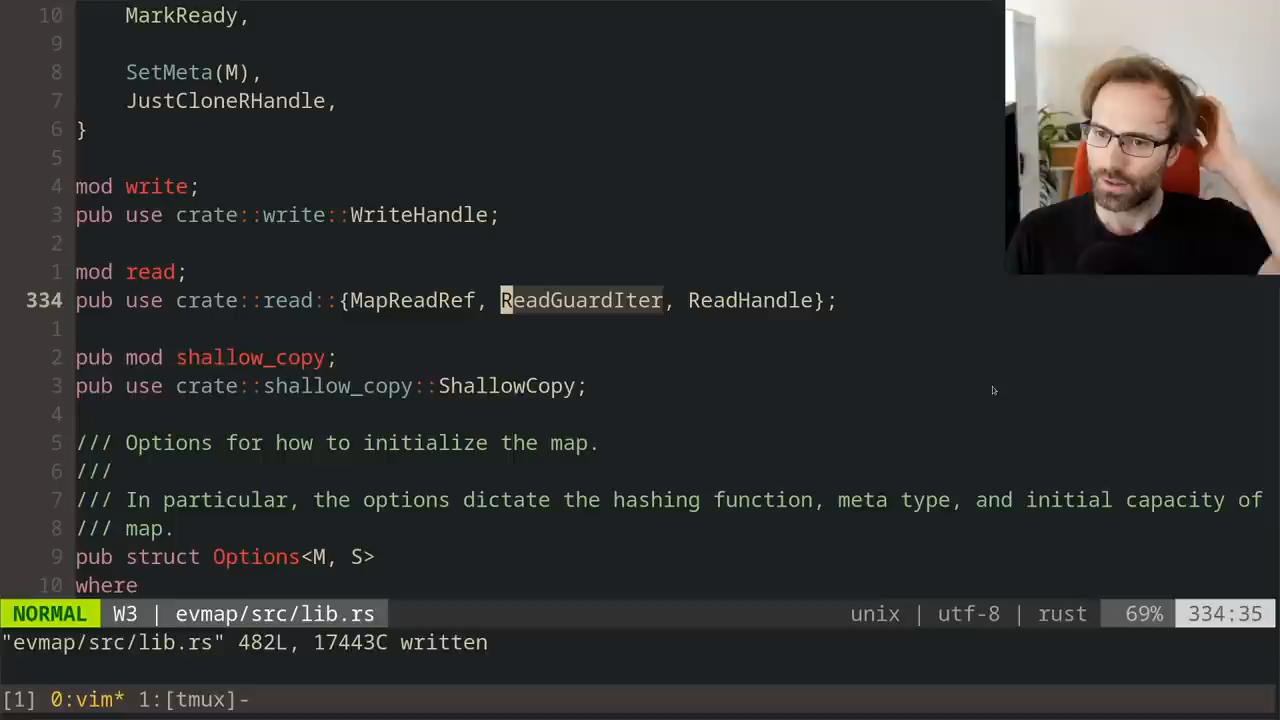 10     MarkReady,
9
8     SetMeta(M),
7     JustCloneRHandle,
6 }
5
4 mod write;
3 pub use crate::write::WriteHandle;
2
1 mod read;
334 pub use crate::read::{MapReadRef, ReadGuardIter, ReadHandle};
1
2 pub mod shallow_copy;
3 pub use crate::shallow_copy::ShallowCopy;
4
5 /// Options for how to initialize the map.
6 ///
7 /// In particular, the options dictate the hashing function, meta type, and initial capacity of
8 /// map.
9 pub struct Options<M, S>
10 where
NORMAL W3 | evmap/src/lib.rs unix | utf-8 | rust 69% 334:35
"evmap/src/lib.rs" 482L, 17443C written
[1] 0:vim* 1:[tmux]-